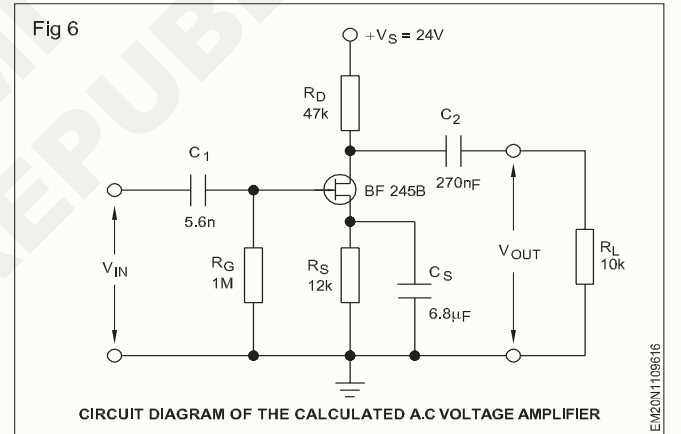 Fig 6
+VS = 24V
RD
47k
C2
270nF
C1
5.6n
BF 245B
VIN
RG
1M
RS
12k
CS
6.8µF
VOUT
RL
10k
CIRCUIT DIAGRAM OF THE CALCULATED A.C VOLTAGE AMPLIFIER
EM20N1109616